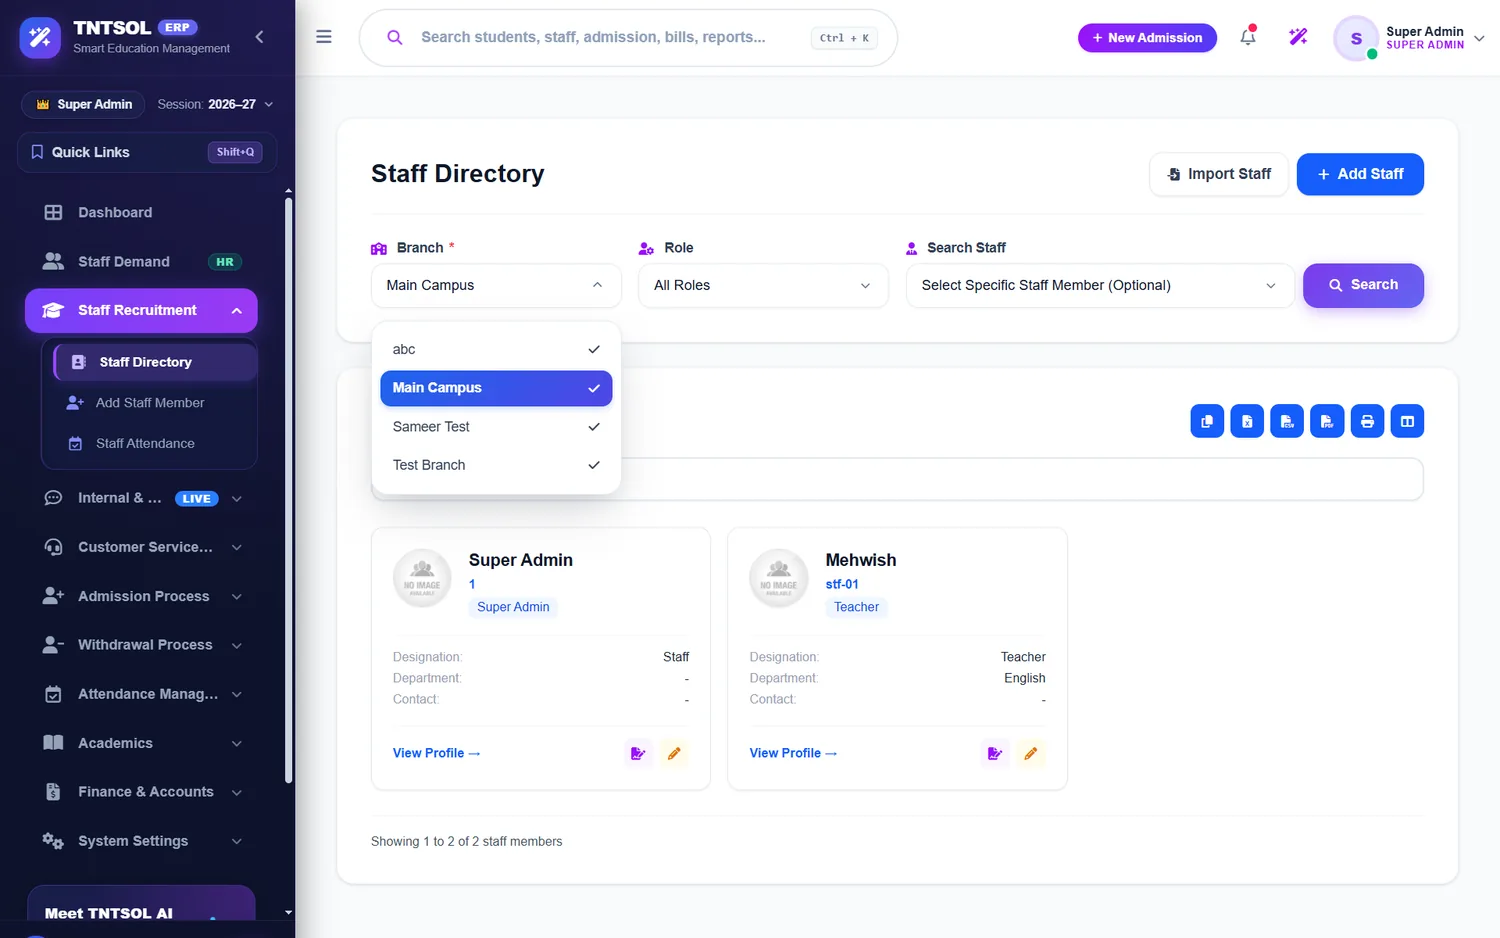 TNTSOL ERP
Smart Education Management
Super Admin
Session: 2026–27
Quick Links
Shift+Q
Dashboard
Staff Demand
HR
Staff Recruitment
Staff Directory
Add Staff Member
Staff Attendance
Internal & ...
LIVE
Customer Service...
Admission Process
Withdrawal Process
Attendance Manag...
Academics
Finance & Accounts
System Settings
Meet TNTSOL AI
Search students, staff, admission, bills, reports...
Ctrl + K
+ New Admission
S
Super Admin
SUPER ADMIN
Staff Directory
Import Staff
+ Add Staff
Branch *
Role
Search Staff
Main Campus
All Roles
Select Specific Staff Member (Optional)
Search
abc
Main Campus
Sameer Test
Test Branch
NO IMAGE
AVAILABLE
Super Admin
1
Super Admin
Designation:
Staff
Department:
-
Contact:
-
View Profile →
NO IMAGE
AVAILABLE
Mehwish
stf-01
Teacher
Designation:
Teacher
Department:
English
Contact:
-
View Profile →
Showing 1 to 2 of 2 staff members